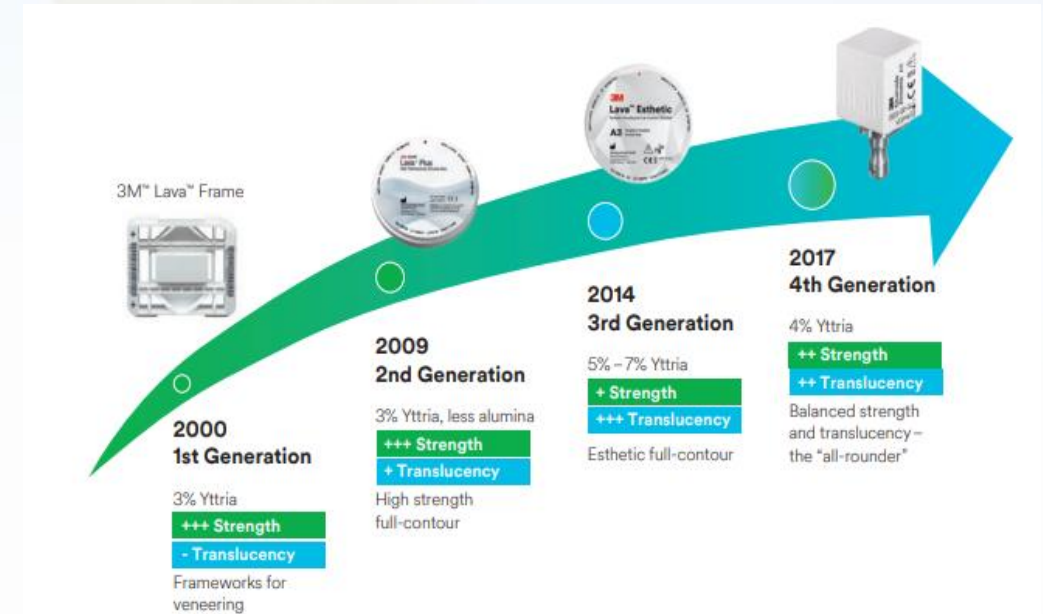 3M™ Lava™ Frame
Lava™ Plus
3M
Lava™ Esthetic
A3
3M
2000
1st Generation
3% Yttria
+++ Strength
- Translucency
Frameworks for
veneering
2009
2nd Generation
3% Yttria, less alumina
+++ Strength
+ Translucency
High strength
full-contour
2014
3rd Generation
5% – 7% Yttria
+ Strength
+++ Translucency
Esthetic full-contour
2017
4th Generation
4% Yttria
++ Strength
++ Translucency
Balanced strength
and translucency –
the "all-rounder"